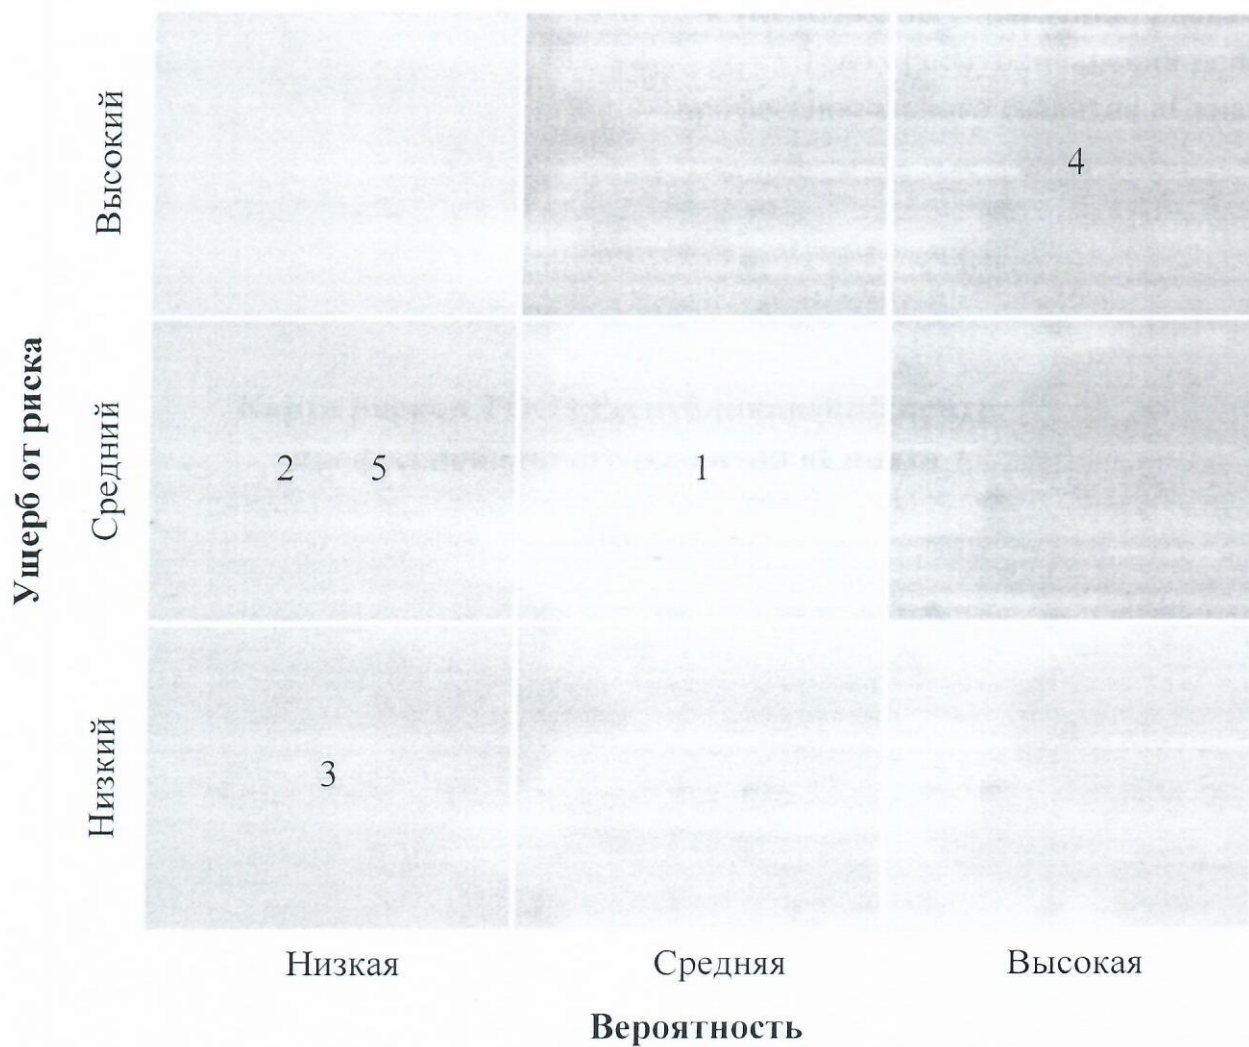 Ущерб от риска
Высокий
4
Средний
2 5 1
Низкий
3
Низкая Средняя Высокая
Вероятность